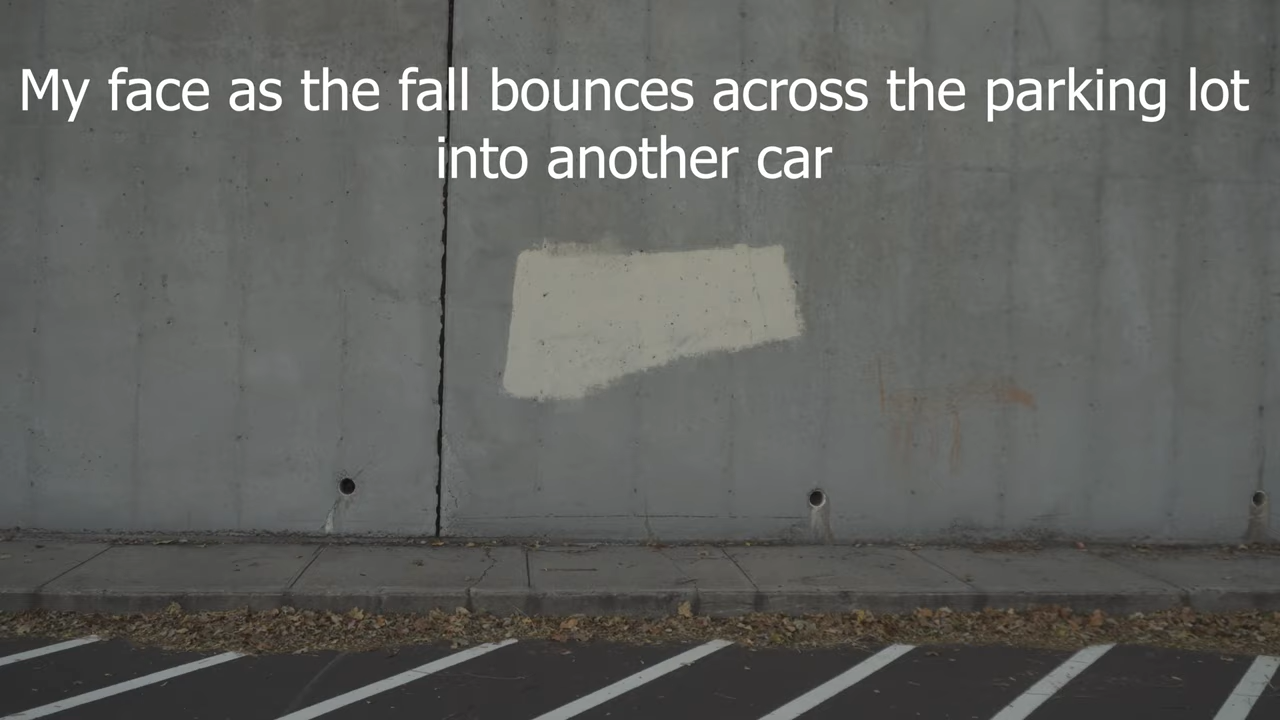 My face as the fall bounces across the parking lot
into another car